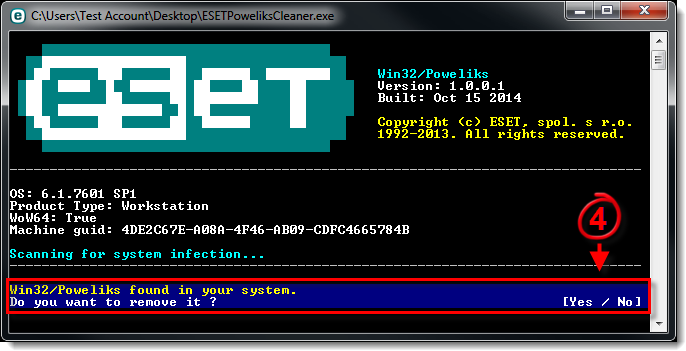 C:\Users\Test Account\Desktop\ESETPoweliksCleaner.exe
eset
Win32/Poweliks
Version: 1.0.0.1
Built: Oct 15 2014
Copyright (c) ESET, spol. s r.o.
1992-2013. All rights reserved.
OS: 6.1.7601 SP1
Product Type: Workstation
WoW64: True
Machine guid: 4DE2C67E-A08A-4F46-AB09-CDFC4665784B
4
Scanning for system infection...
Win32/Poweliks found in your system.
Do you want to remove it ? [Yes / No]